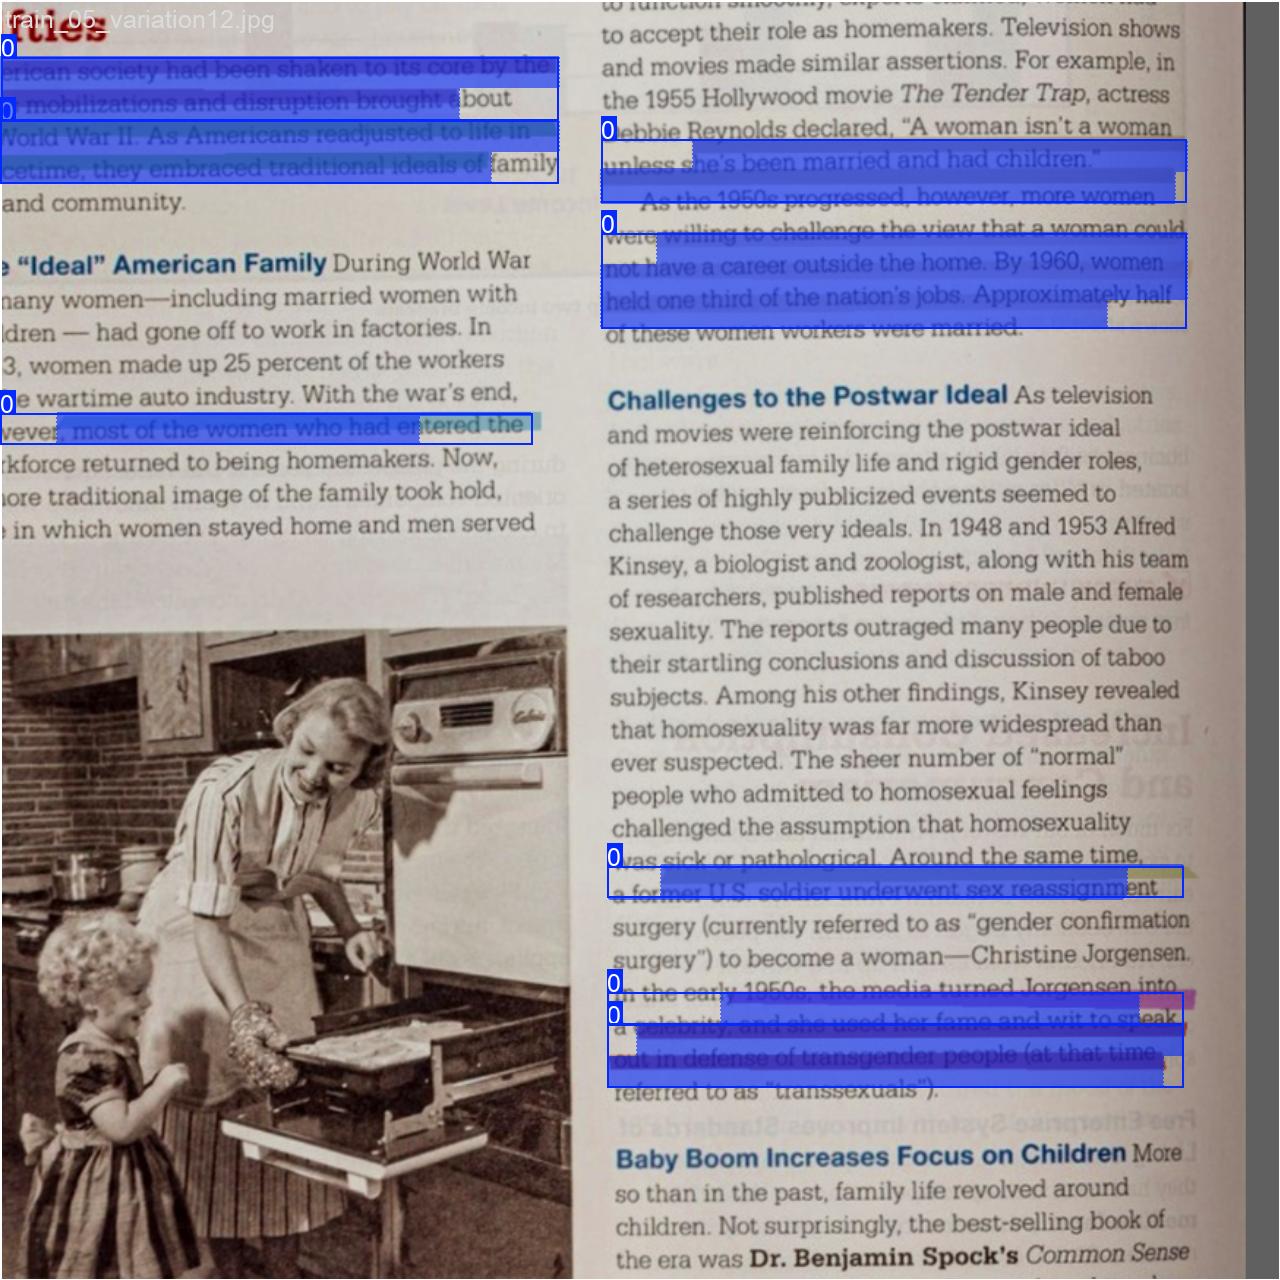 train_05_variation12.jpg
fties
erican society had been shaken to its core by the
mobilizations and disruption brought about
World War II. As Americans readjusted to life in
cetime, they embraced traditional ideals of family
and community.
e “Ideal” American Family During World War
many women—including married women with
ldren — had gone off to work in factories. In
3, women made up 25 percent of the workers
e wartime auto industry. With the war’s end,
wever, most of the women who had entered the
rkforce returned to being homemakers. Now,
ore traditional image of the family took hold,
e in which women stayed home and men served
to accept their role as homemakers. Television shows
and movies made similar assertions. For example, in
the 1955 Hollywood movie The Tender Trap, actress
Debbie Reynolds declared, “A woman isn’t a woman
unless she’s been married and had children.”
As the 1950s progressed, however, more women
were willing to challenge the view that a woman could
not have a career outside the home. By 1960, women
held one third of the nation’s jobs. Approximately half
of these women workers were married.
Challenges to the Postwar Ideal As television
and movies were reinforcing the postwar ideal
of heterosexual family life and rigid gender roles,
a series of highly publicized events seemed to
challenge those very ideals. In 1948 and 1953 Alfred
Kinsey, a biologist and zoologist, along with his team
of researchers, published reports on male and female
sexuality. The reports outraged many people due to
their startling conclusions and discussion of taboo
subjects. Among his other findings, Kinsey revealed
that homosexuality was far more widespread than
ever suspected. The sheer number of “normal”
people who admitted to homosexual feelings
challenged the assumption that homosexuality
was sick or pathological. Around the same time,
a former U.S. soldier underwent sex reassignment
surgery (currently referred to as “gender confirmation
surgery”) to become a woman—Christine Jorgensen.
In the early 1950s, the media turned Jorgensen into
a celebrity, and she used her fame and wit to speak
out in defense of transgender people (at that time
referred to as “transsexuals”).
Baby Boom Increases Focus on Children More
so than in the past, family life revolved around
children. Not surprisingly, the best-selling book of
the era was Dr. Benjamin Spock’s Common Sense